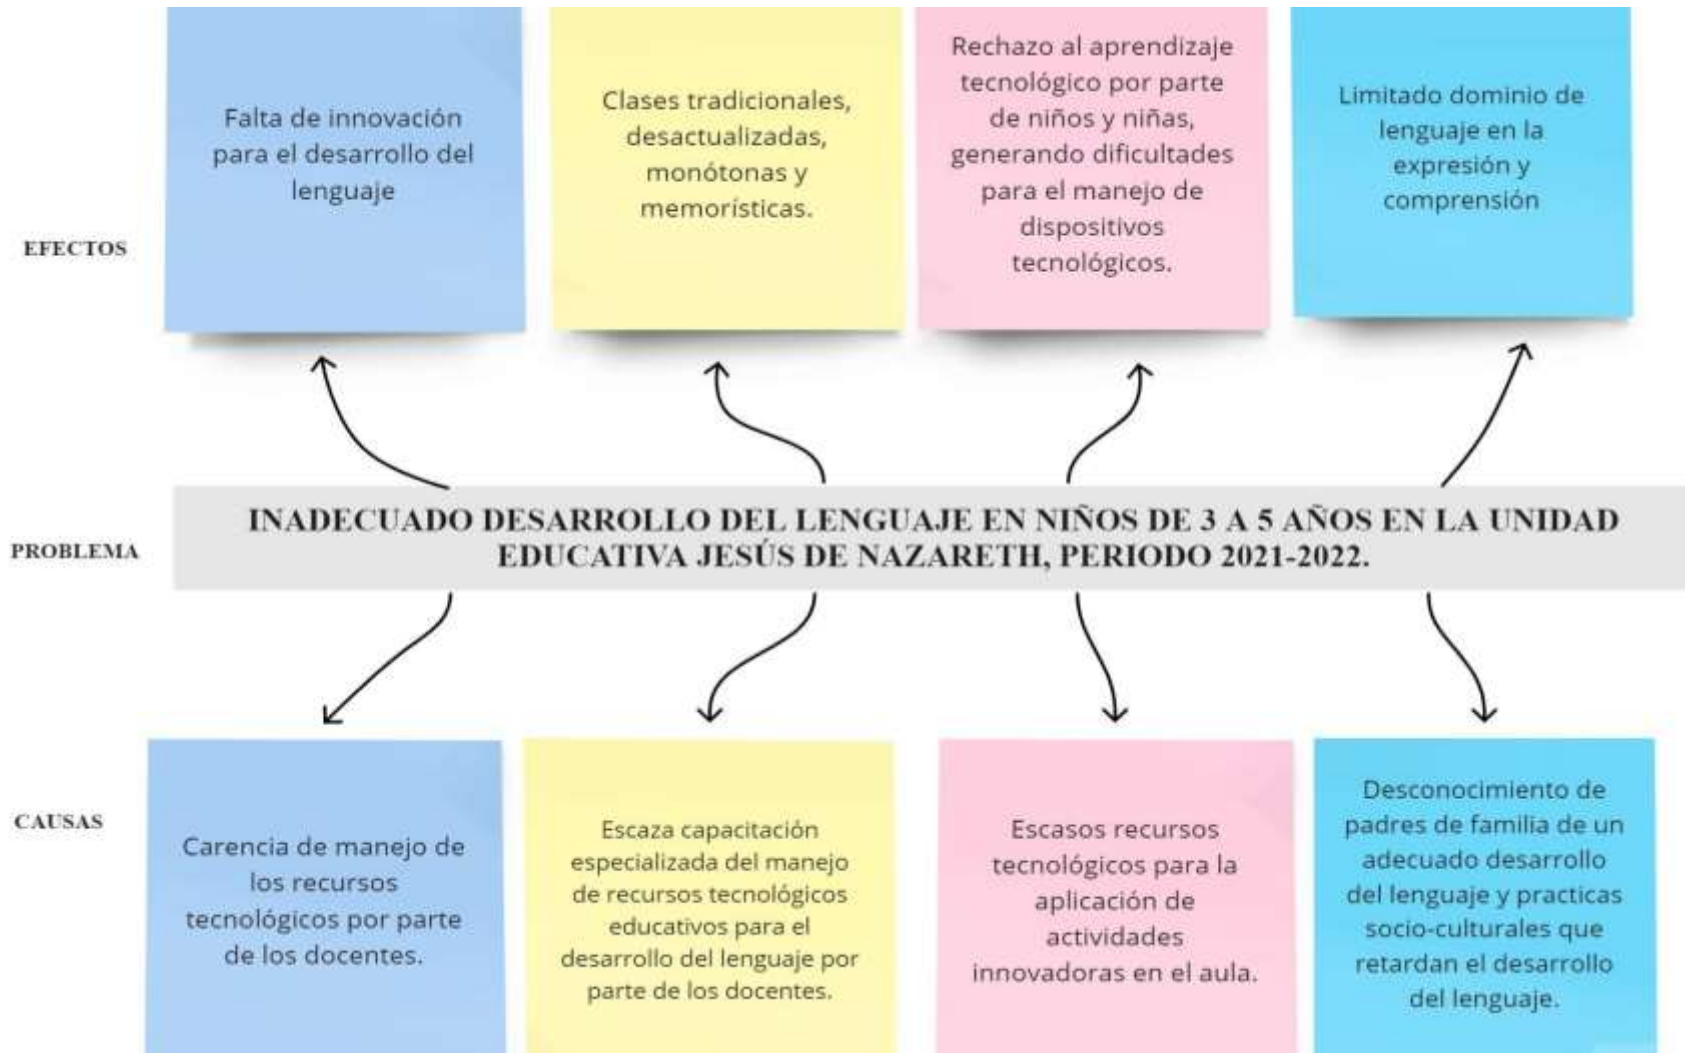 Falta de innovación
para el desarrollo del
lenguaje
Clases tradicionales,
desactualizadas,
monótonas y
memorísticas.
Rechazo al aprendizaje
tecnológico por parte
de niños y niñas,
generando dificultades
para el manejo de
dispositivos
tecnológicos.
Limitado dominio de
lenguaje en la
expresión y
comprensión
EFECTOS
PROBLEMA
INADECUADO DESARROLLO DEL LENGUAJE EN NIÑOS DE 3 A 5 AÑOS EN LA UNIDAD
EDUCATIVA JESÚS DE NAZARETH, PERIODO 2021-2022.
CAUSAS
Carencia de manejo de
los recursos
tecnológicos por parte
de los docentes.
Escaza capacitación
especializada del manejo
de recursos tecnológicos
educativos para el
desarrollo del lenguaje por
parte de los docentes.
Escasos recursos
tecnológicos para la
aplicación de
actividades
innovadoras en el aula.
Desconocimiento de
padres de familia de un
adecuado desarrollo
del lenguaje y practicas
socio-culturales que
retardan el desarrollo
del lenguaje.